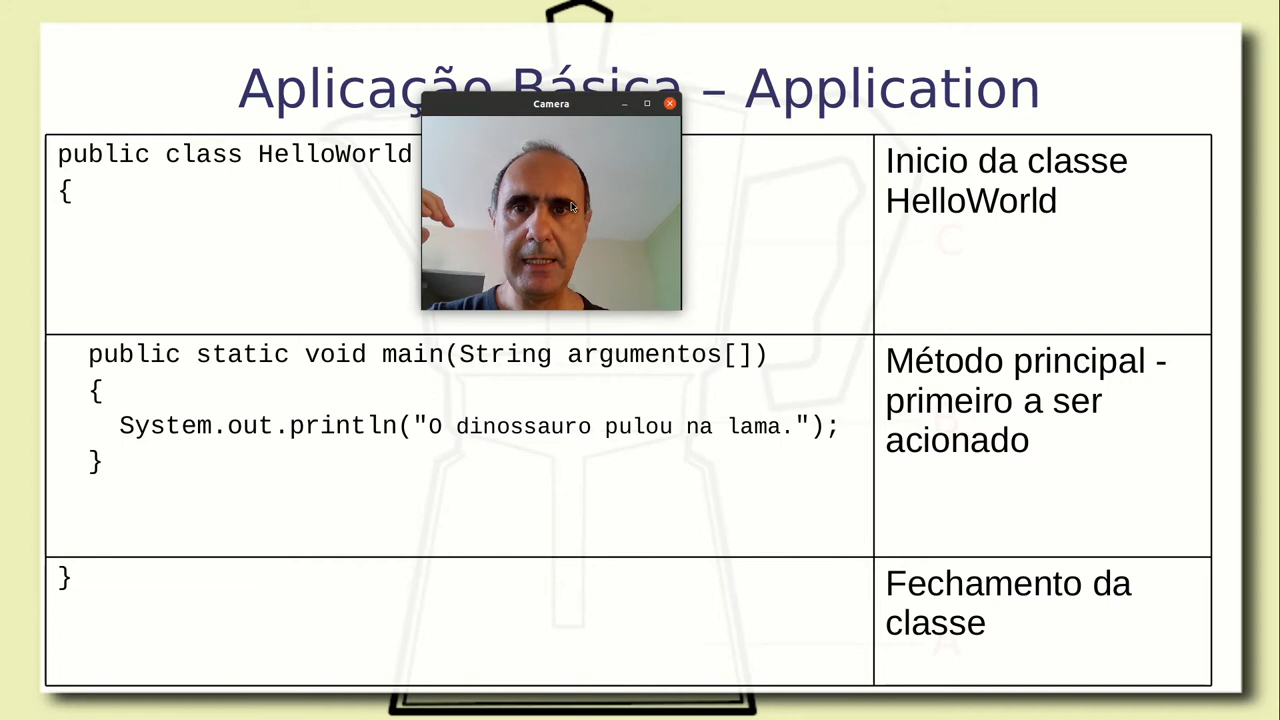 Aplicação Básica – Application
Camera
public class HelloWorld
{
Inicio da classe
HelloWorld
public static void main(String argumentos[])
{
System.out.println("O dinossauro pulou na lama.");
}
Método principal -
primeiro a ser
acionado
}
Fechamento da
classe
C
A